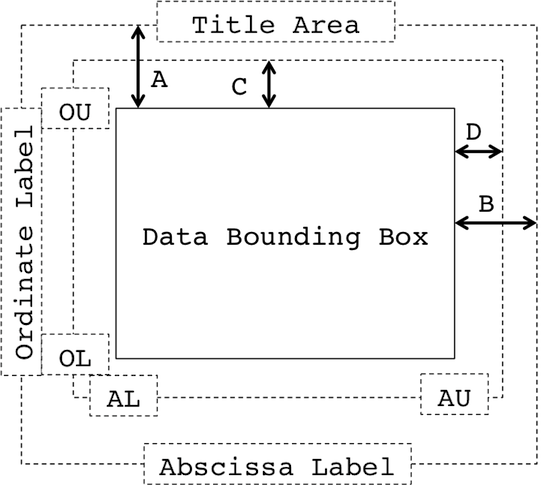 Title Area
A
C
OU
D
B
Ordinate Label
Data Bounding Box
OL
AL
AU
Abscissa Label